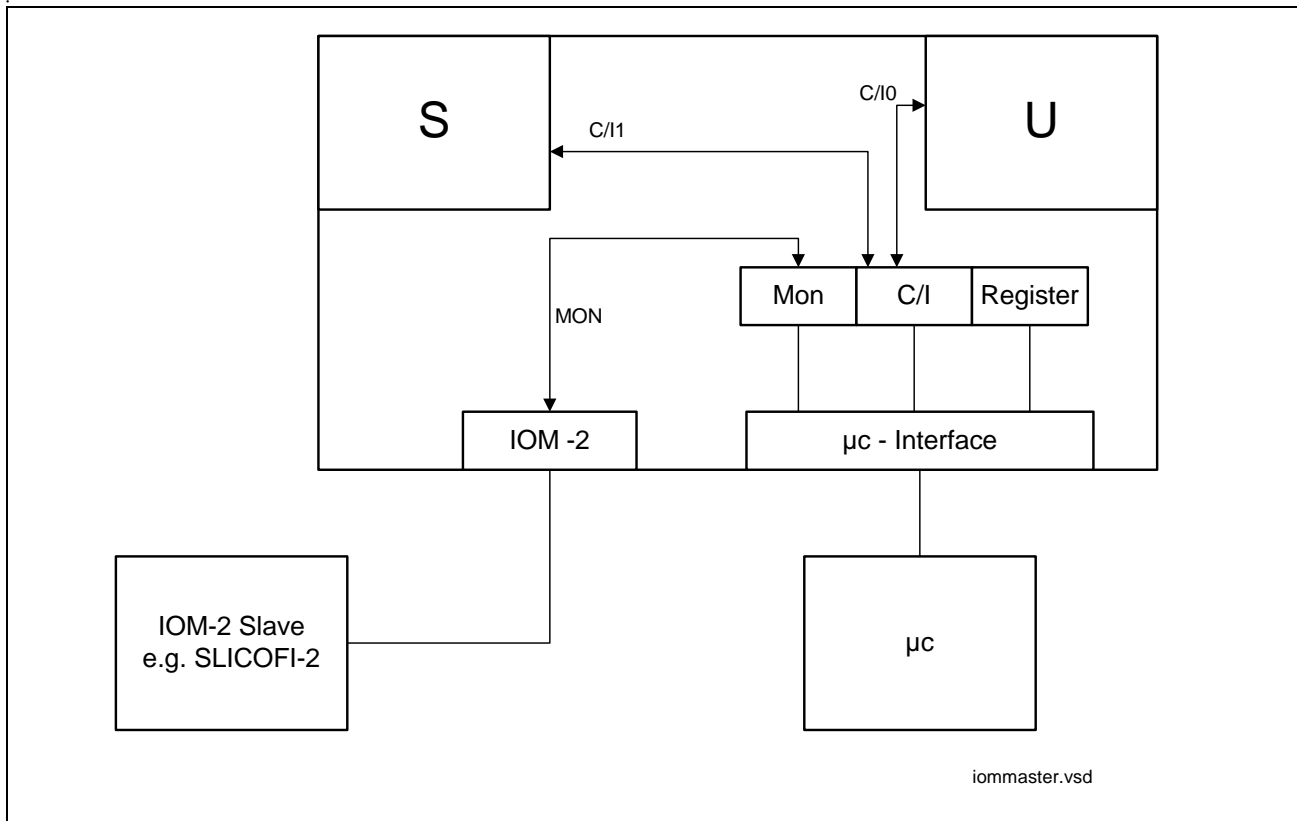 S
U
C/I0
C/I1
Mon
C/I
Register
MON
IOM -2
µc - Interface
IOM-2 Slave
e.g. SLICOFI-2
µc
iommaster.vsd